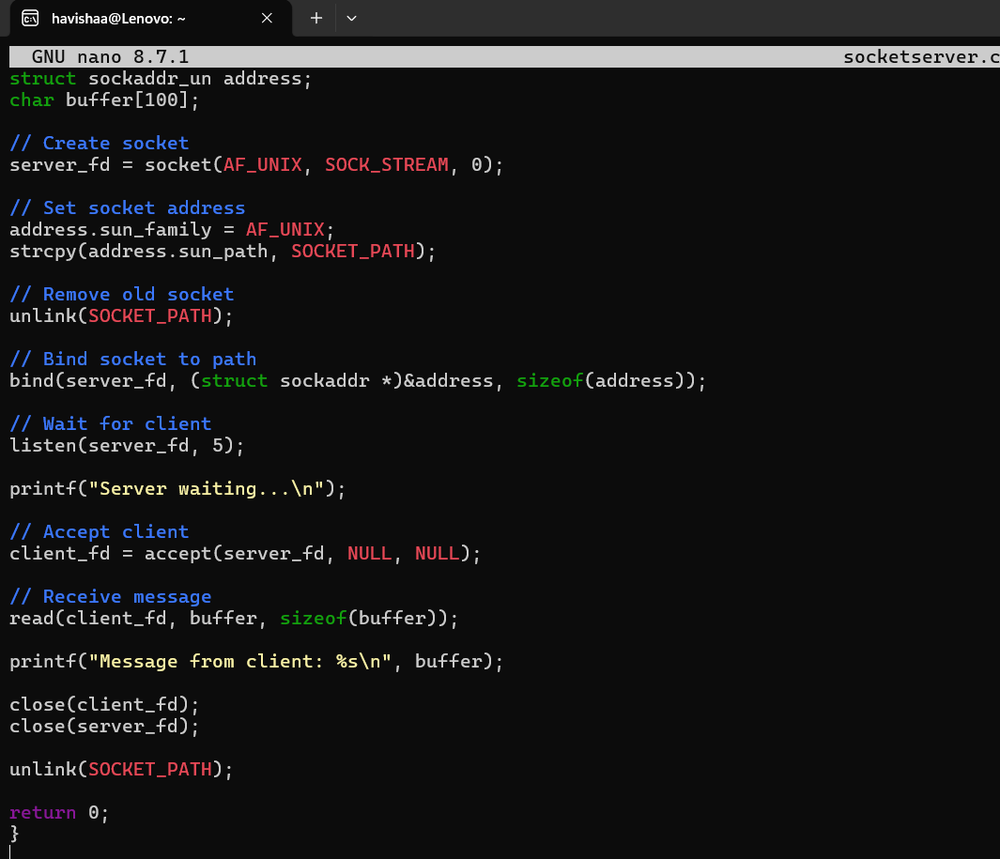 havishaa@Lenovo: ~
GNU nano 8.7.1 socketserver.c
struct sockaddr_un address;
char buffer[100];

// Create socket
server_fd = socket(AF_UNIX, SOCK_STREAM, 0);

// Set socket address
address.sun_family = AF_UNIX;
strcpy(address.sun_path, SOCKET_PATH);

// Remove old socket
unlink(SOCKET_PATH);

// Bind socket to path
bind(server_fd, (struct sockaddr *)&address, sizeof(address));

// Wait for client
listen(server_fd, 5);

printf("Server waiting...\n");

// Accept client
client_fd = accept(server_fd, NULL, NULL);

// Receive message
read(client_fd, buffer, sizeof(buffer));

printf("Message from client: %s\n", buffer);

close(client_fd);
close(server_fd);

unlink(SOCKET_PATH);

return 0;
}